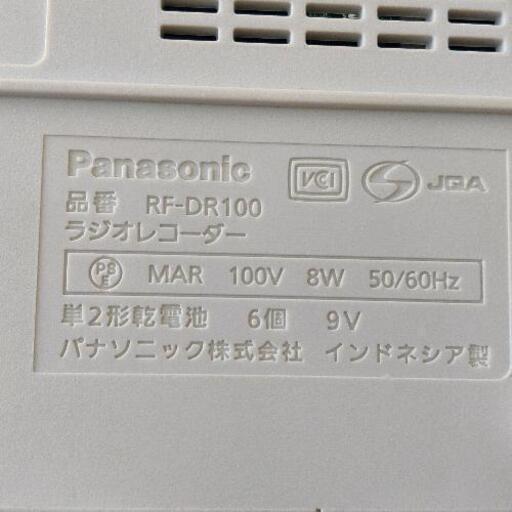 Panasonic VCI S JQA
品番 RF-DR100
ラジオレコーダー
PSE MAR 100V 8W 50/60Hz
単2形乾電池 6個 9V
パナソニック株式会社 インドネシア製